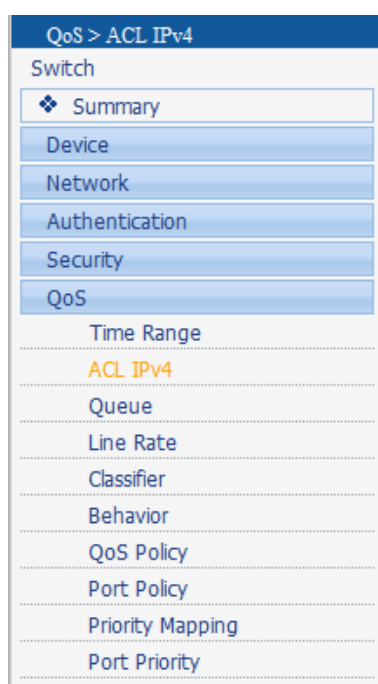 QoS > ACL IPv4
Switch
Summary
Device
Network
Authentication
Security
QoS
Time Range
ACL IPv4
Queue
Line Rate
Classifier
Behavior
QoS Policy
Port Policy
Priority Mapping
Port Priority